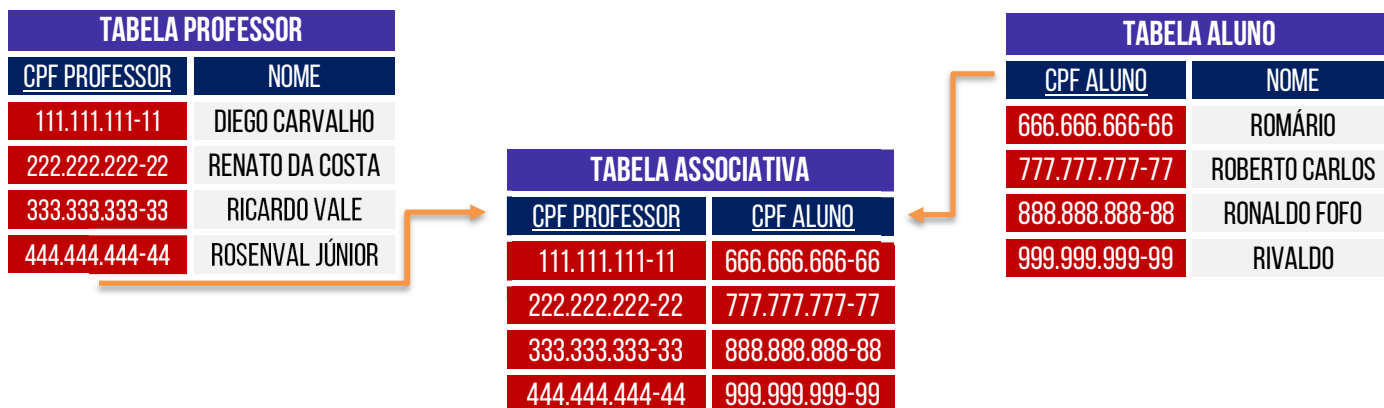 TABELA PROFESSOR
CPF PROFESSOR NOME
111.111.111-11 DIEGO CARVALHO
222.222.222-22 RENATO DA COSTA
333.333.333-33 RICARDO VALE
444.444.444-44 ROSENVAL JÚNIOR
TABELA ASSOCIATIVA
CPF PROFESSOR CPF ALUNO
111.111.111-11 666.666.666-66
222.222.222-22 777.777.777-77
333.333.333-33 888.888.888-88
444.444.444-44 999.999.999-99
TABELA ALUNO
CPF ALUNO NOME
666.666.666-66 ROMÁRIO
777.777.777-77 ROBERTO CARLOS
888.888.888-88 RONALDO FOFO
999.999.999-99 RIVALDO